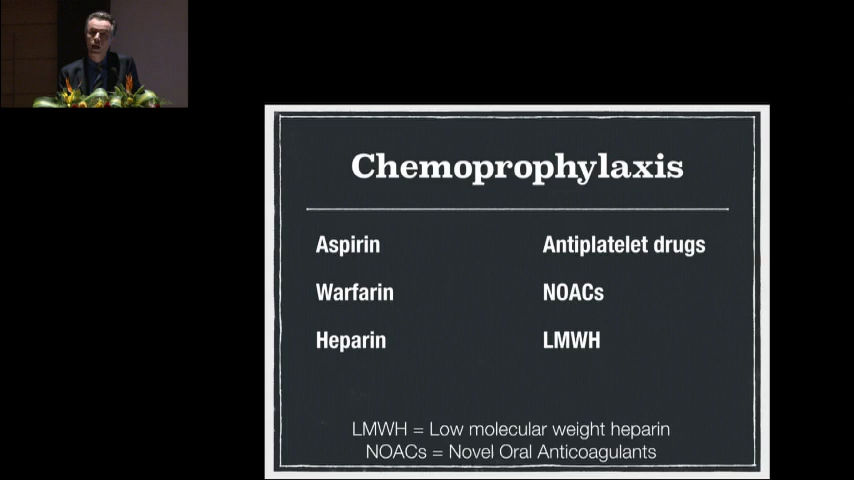 Chemoprophylaxis
Aspirin Antiplatelet drugs
Warfarin NOACs
Heparin LMWH
LMWH = Low molecular weight heparin
NOACs = Novel Oral Anticoagulants